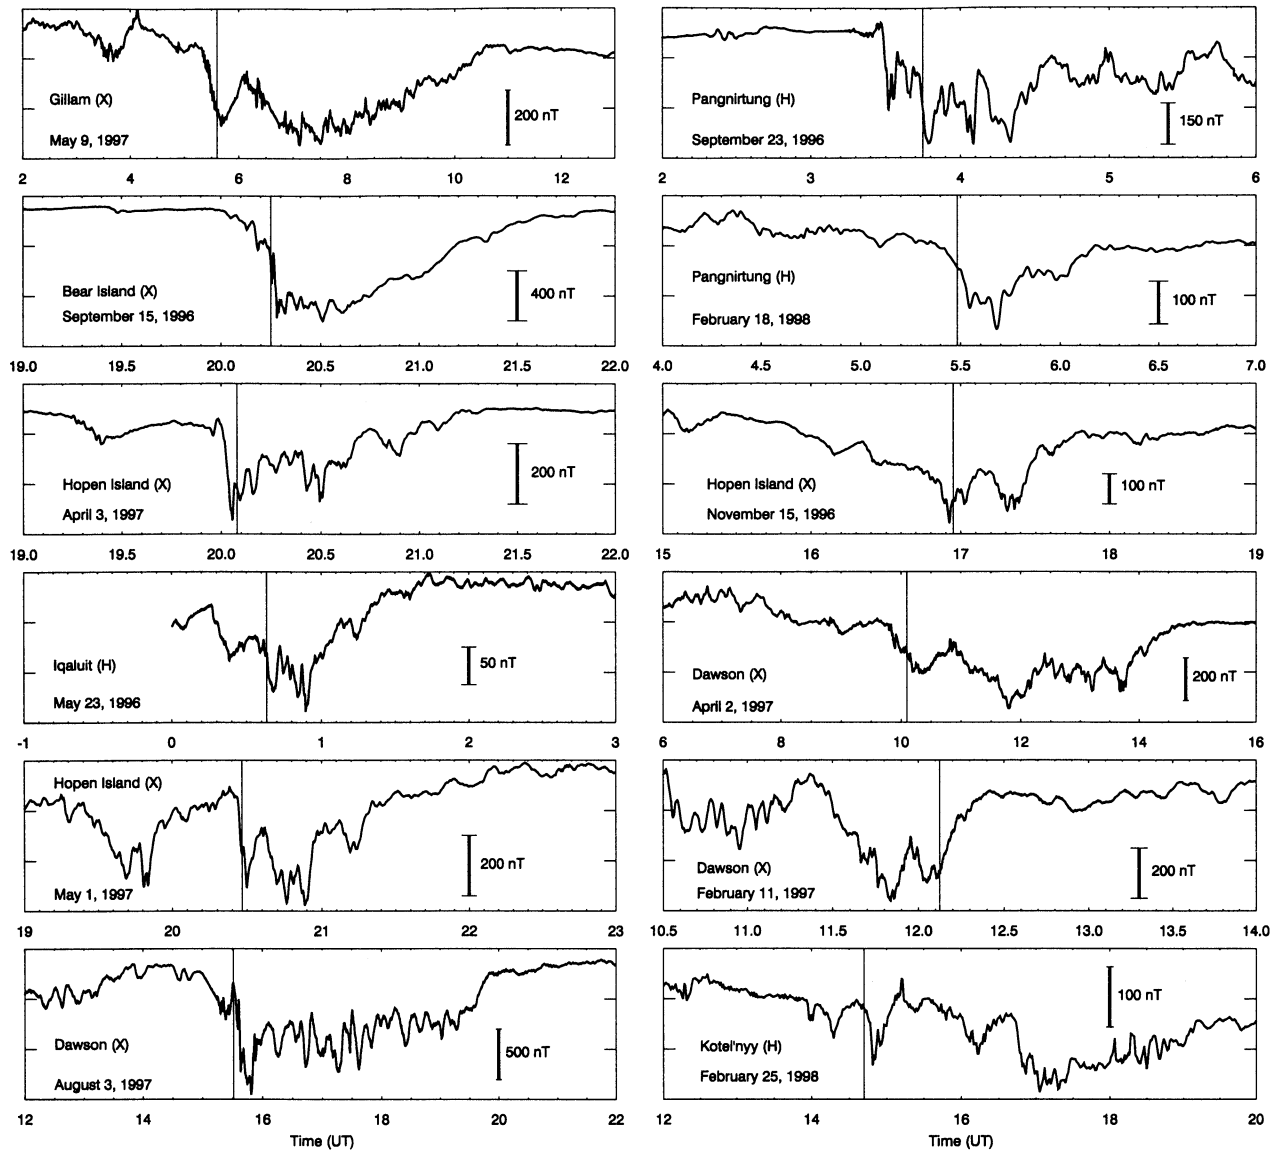 Gillam (X)
May 9, 1997
200 nT
2 4 6 8 10 12
Pangnirtung (H)
September 23, 1996
150 nT
2 3 4 5 6
Bear Island (X)
September 15, 1996
400 nT
19.0 19.5 20.0 20.5 21.0 21.5 22.0
Pangnirtung (H)
February 18, 1998
100 nT
4.0 4.5 5.0 5.5 6.0 6.5 7.0
Hopen Island (X)
April 3, 1997
200 nT
19.0 19.5 20.0 20.5 21.0 21.5 22.0
Hopen Island (X)
November 15, 1996
100 nT
15 16 17 18 19
Iqaluit (H)
May 23, 1996
50 nT
-1 0 1 2 3
Dawson (X)
April 2, 1997
200 nT
6 8 10 12 14 16
Hopen Island (X)
May 1, 1997
200 nT
19 20 21 22 23
Dawson (X)
February 11, 1997
200 nT
10.5 11.0 11.5 12.0 12.5 13.0 13.5 14.0
Dawson (X)
August 3, 1997
500 nT
12 14 16 18 20 22
Time (UT)
Kotel'nyy (H)
February 25, 1998
100 nT
12 14 16 18 20
Time (UT)